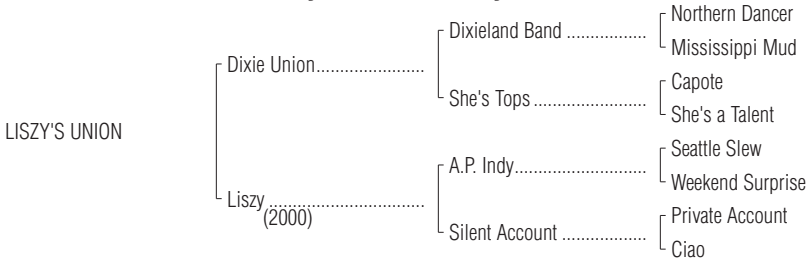 Northern Dancer
Dixieland Band ..................
Mississippi Mud
Dixie Union........................
Capote
She's Tops .........................
She's a Talent
LISZY'S UNION
Seattle Slew
A.P. Indy.............................
Weekend Surprise
Liszy ...................................
(2000)
Private Account
Silent Account ...................
Ciao